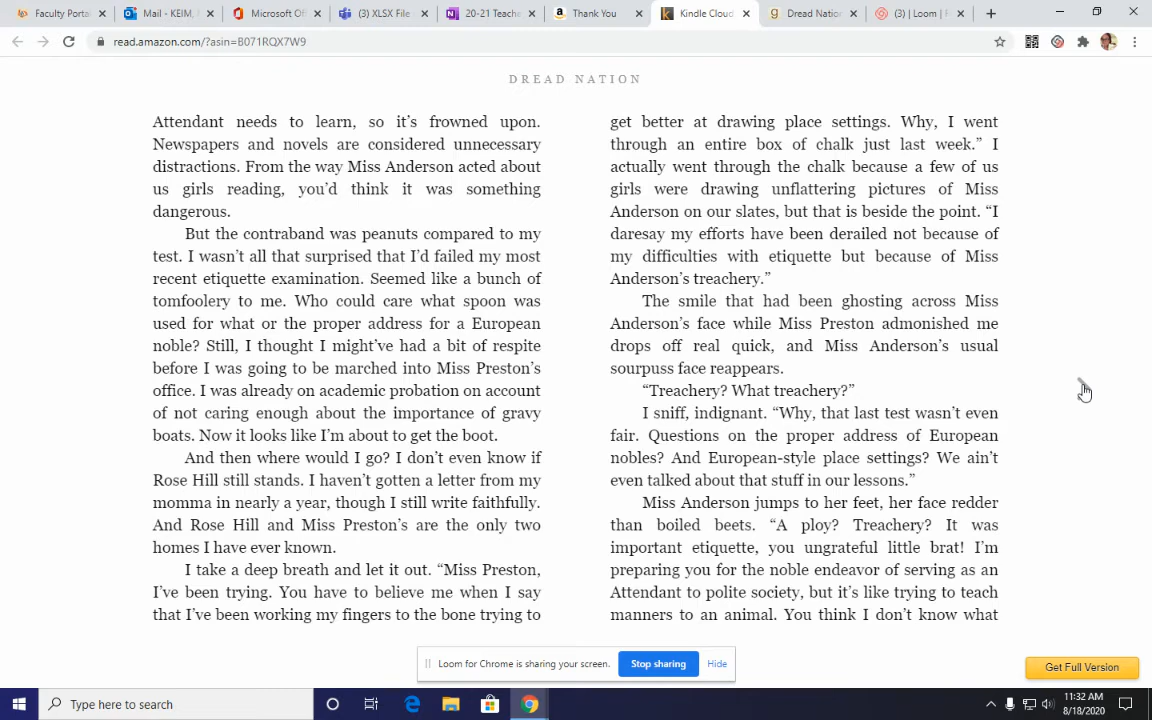 Faculty Portal
Mail - KEIM,
Microsoft Of
(3) XLSX File
20-21 Teache
Thank You
Kindle Cloud
Dread Natio
(3) | Loom | F
read.amazon.com/?asin=B071RQX7W9
DREAD NATION
Attendant needs to learn, so it’s frowned upon.
Newspapers and novels are considered unnecessary
distractions. From the way Miss Anderson acted about
us girls reading, you’d think it was something
dangerous.
But the contraband was peanuts compared to my
test. I wasn’t all that surprised that I’d failed my most
recent etiquette examination. Seemed like a bunch of
tomfoolery to me. Who could care what spoon was
used for what or the proper address for a European
noble? Still, I thought I might’ve had a bit of respite
before I was going to be marched into Miss Preston’s
office. I was already on academic probation on account
of not caring enough about the importance of gravy
boats. Now it looks like I’m about to get the boot.
And then where would I go? I don’t even know if
Rose Hill still stands. I haven’t gotten a letter from my
momma in nearly a year, though I still write faithfully.
And Rose Hill and Miss Preston’s are the only two
homes I have ever known.
I take a deep breath and let it out. “Miss Preston,
I’ve been trying. You have to believe me when I say
that I’ve been working my fingers to the bone trying to
get better at drawing place settings. Why, I went
through an entire box of chalk just last week.” I
actually went through the chalk because a few of us
girls were drawing unflattering pictures of Miss
Anderson on our slates, but that is beside the point. “I
daresay my efforts have been derailed not because of
my difficulties with etiquette but because of Miss
Anderson’s treachery.”
The smile that had been ghosting across Miss
Anderson’s face while Miss Preston admonished me
drops off real quick, and Miss Anderson’s usual
sourpuss face reappears.
“Treachery? What treachery?”
I sniff, indignant. “Why, that last test wasn’t even
fair. Questions on the proper address of European
nobles? And European-style place settings? We ain’t
even talked about that stuff in our lessons.”
Miss Anderson jumps to her feet, her face redder
than boiled beets. “A ploy? Treachery? It was
important etiquette, you ungrateful little brat! I’m
preparing you for the noble endeavor of serving as an
Attendant to polite society, but it’s like trying to teach
manners to an animal. You think I don’t know what
Loom for Chrome is sharing your screen.
Stop sharing
Hide
Get Full Version
Type here to search
11:32 AM
8/18/2020